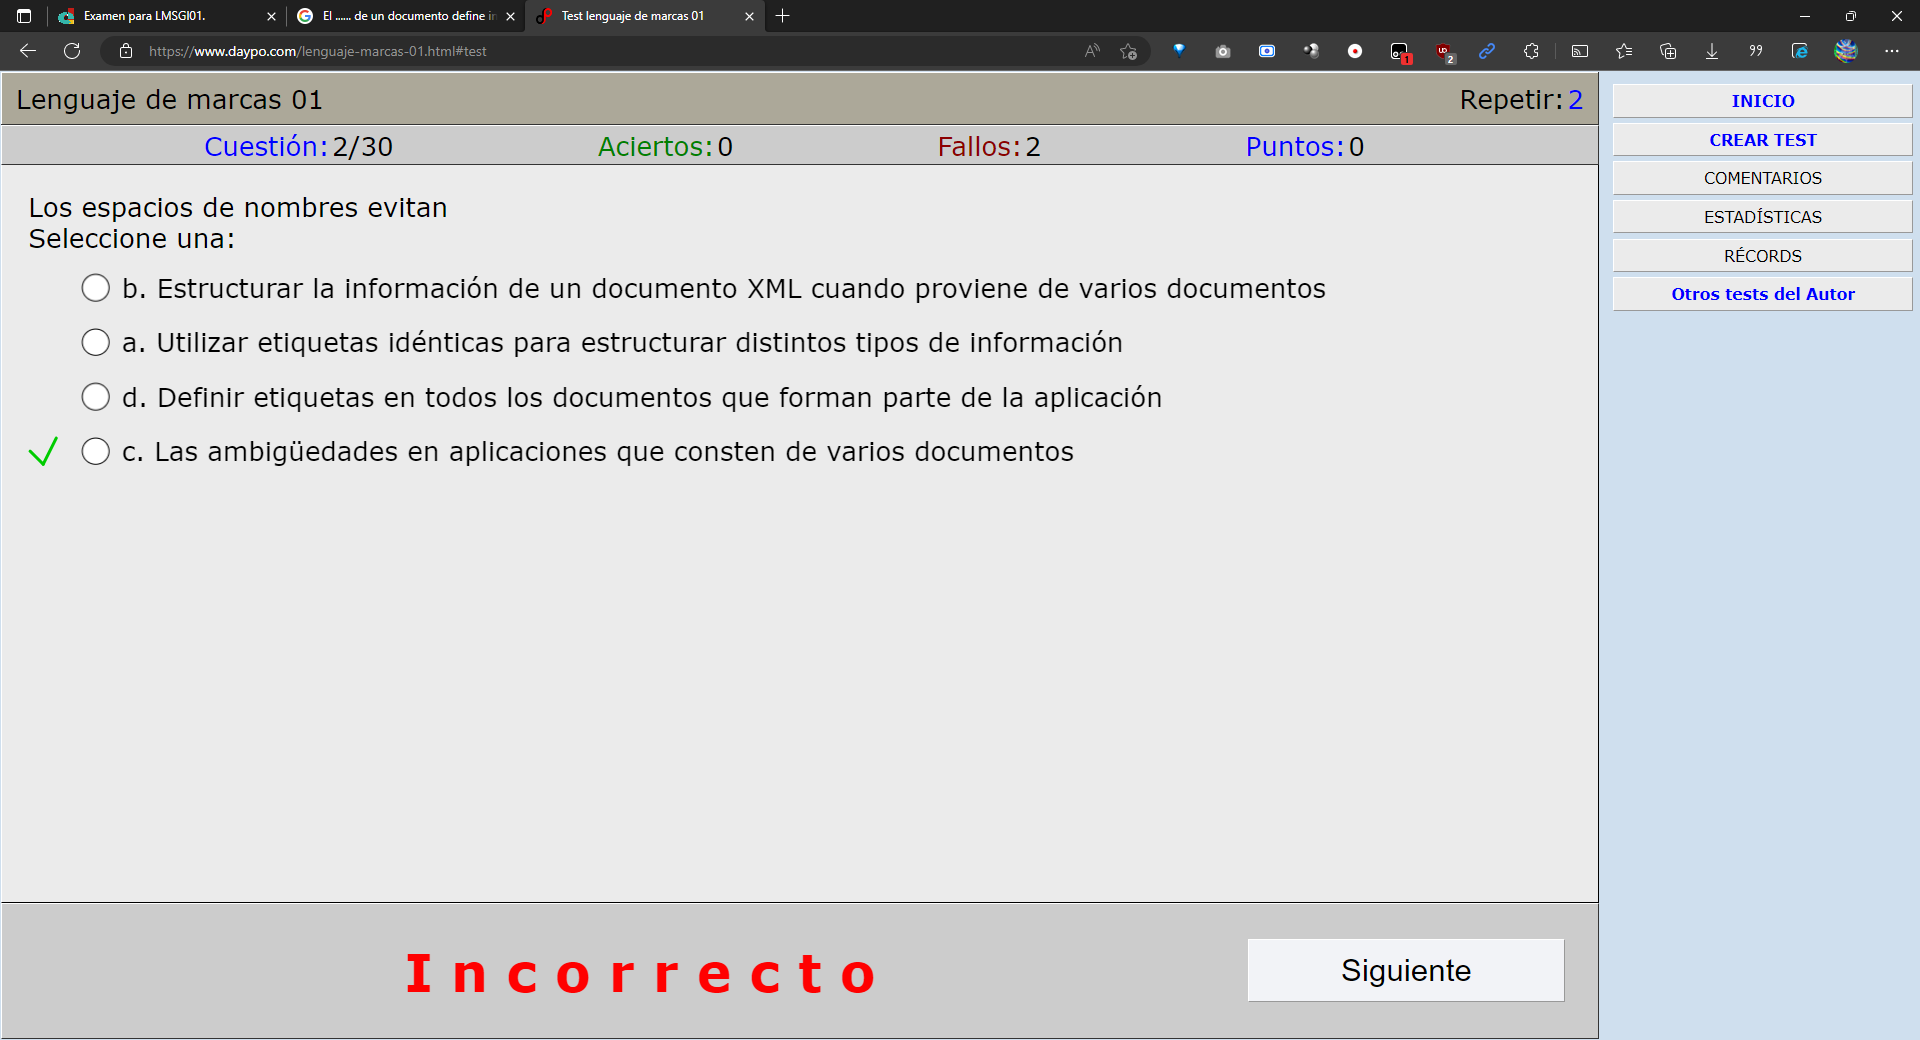 Examen para LMSGI01.
El ...... de un documento define in
Test lenguaje de marcas 01
https://www.daypo.com/lenguaje-marcas-01.html#test
1
2
Lenguaje de marcas 01
Repetir: 2
Cuestión: 2/30
Aciertos: 0
Fallos: 2
Puntos: 0
Los espacios de nombres evitan
Seleccione una:
b. Estructurar la información de un documento XML cuando proviene de varios documentos
a. Utilizar etiquetas idénticas para estructurar distintos tipos de información
d. Definir etiquetas en todos los documentos que forman parte de la aplicación
c. Las ambigüedades en aplicaciones que consten de varios documentos
Incorrecto
Siguiente
INICIO
CREAR TEST
COMENTARIOS
ESTADÍSTICAS
RÉCORDS
Otros tests del Autor